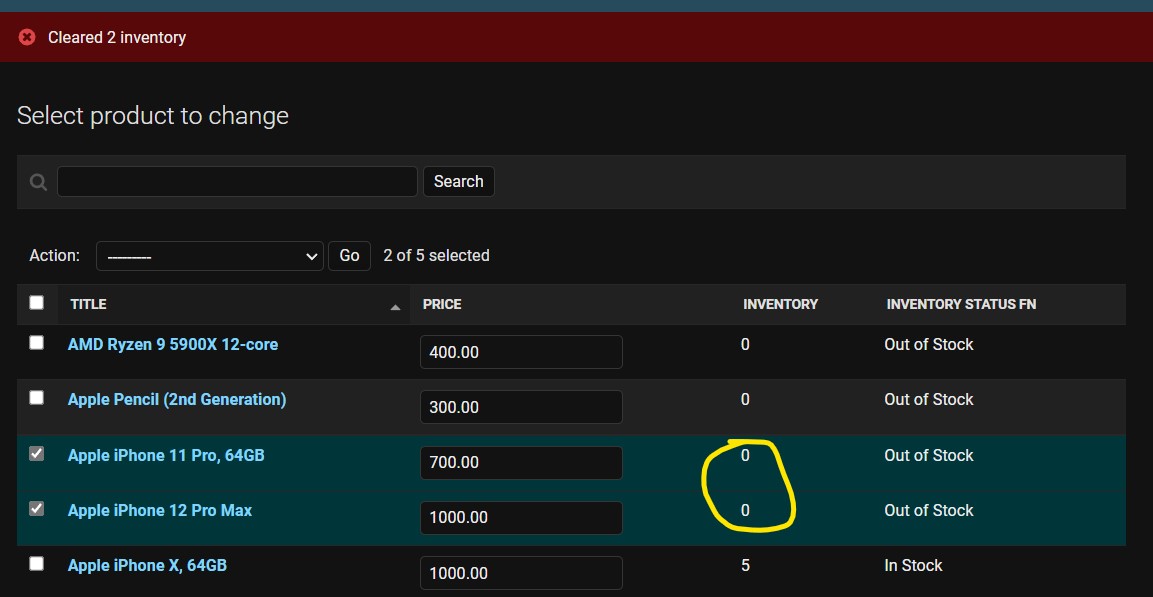 Cleared 2 inventory
Select product to change
Search
Action: --------- Go 2 of 5 selected
TITLE PRICE INVENTORY INVENTORY STATUS FN
AMD Ryzen 9 5900X 12-core 400.00 0 Out of Stock
Apple Pencil (2nd Generation) 300.00 0 Out of Stock
Apple iPhone 11 Pro, 64GB 700.00 0 Out of Stock
Apple iPhone 12 Pro Max 1000.00 0 Out of Stock
Apple iPhone X, 64GB 1000.00 5 In Stock